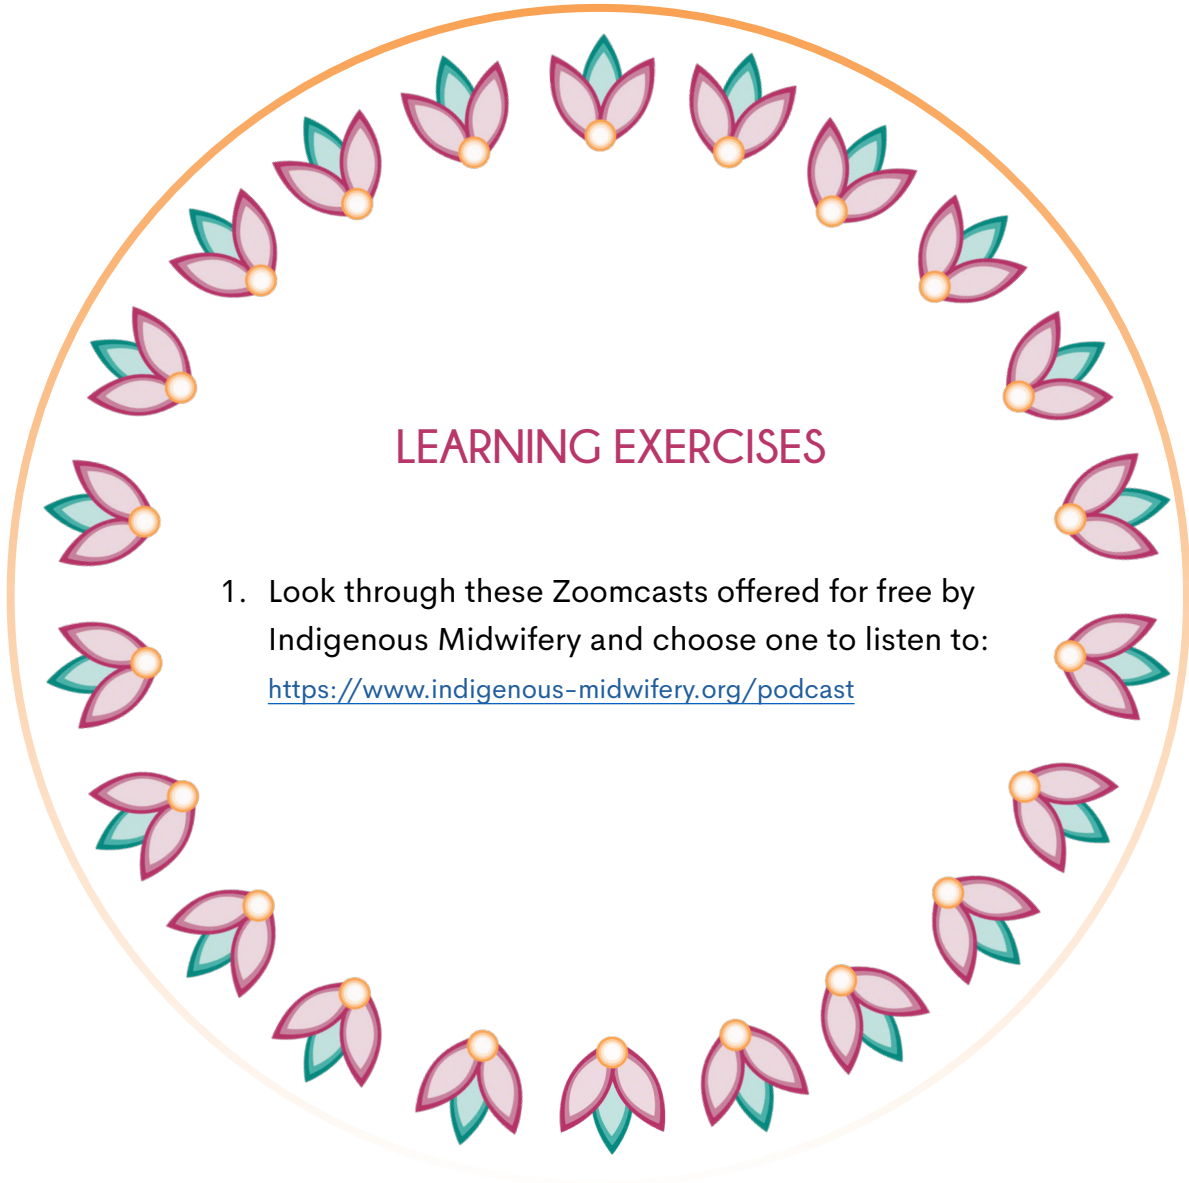 LEARNING EXERCISES
1. Look through these Zoomcasts offered for free by
Indigenous Midwifery and choose one to listen to:
https://www.indigenous-midwifery.org/podcast